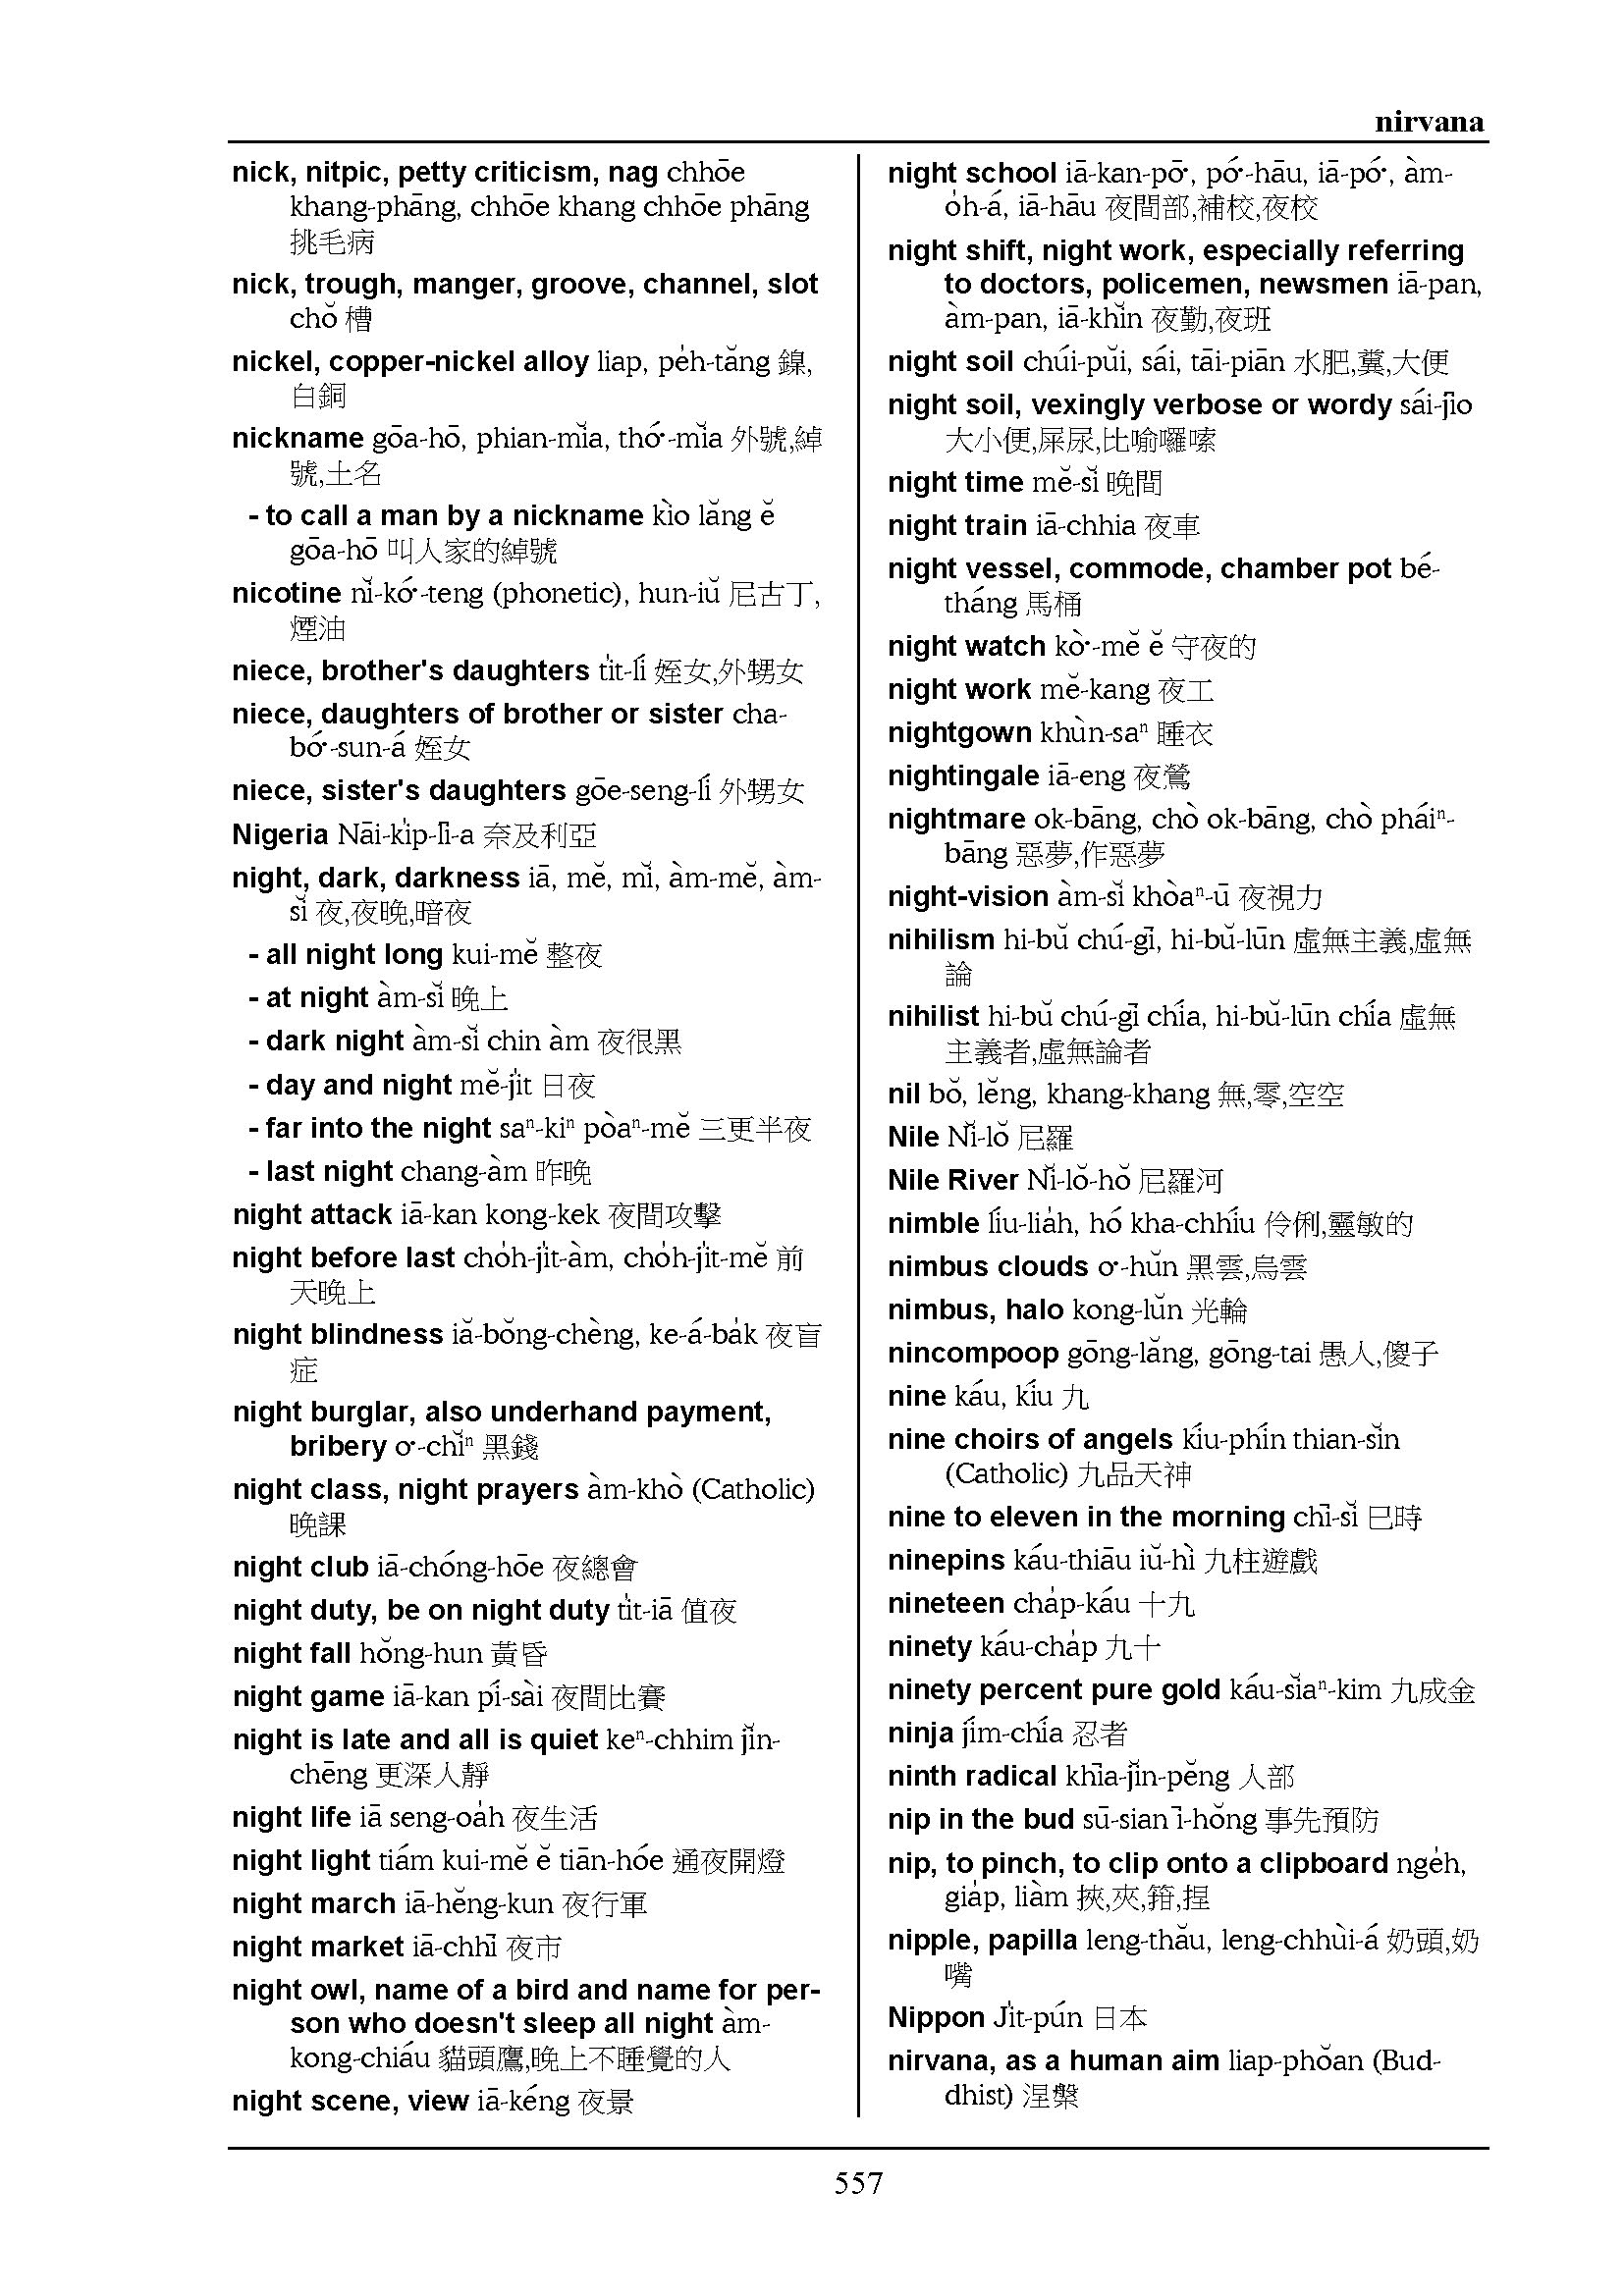 nirvana
nick, nitpic, petty criticism, nag chhōe
khang-phāng, chhōe khang chhōe phāng
挑毛病
nick, trough, manger, groove, channel, slot
chŏ 槽
nickel, copper-nickel alloy liap, pe̍h-tăng 鎳,
白銅
nickname gōa-hō, phian-mĭa, thó͘-mĭa 外號,綽
號,土名
- to call a man by a nickname kìo lăng ĕ
gōa-hō 叫人家的綽號
nicotine nĭ-kó͘-teng (phonetic), hun-iŭ 尼古丁,
煙油
niece, brother's daughters ti̍t-lí 姪女,外甥女
niece, daughters of brother or sister cha-
bó͘-sun-á 姪女
niece, sister's daughters gōe-seng-lí 外甥女
Nigeria Nāi-ki̍p-lī-a 奈及利亞
night, dark, darkness iā, mĕ, mĭ, àm-mĕ, àm-
sĭ 夜,夜晚,暗夜
- all night long kui-mĕ 整夜
- at night àm-sĭ 晚上
- dark night àm-sĭ chin àm 夜很黑
- day and night mĕ-ji̍t 日夜
- far into the night saⁿ-kiⁿ pòaⁿ-mĕ 三更半夜
- last night chang-àm 昨晚
night attack iā-kan kong-kek 夜間攻擊
night before last cho̍h-ji̍t-àm, cho̍h-ji̍t-mĕ 前
天晚上
night blindness iă-bŏng-chèng, ke-á-ba̍k 夜盲
症
night burglar, also underhand payment,
bribery o͘-chĭⁿ 黑錢
night class, night prayers àm-khò (Catholic)
晚課
night club iā-chóng-hōe 夜總會
night duty, be on night duty ti̍t-iā 值夜
night fall hŏng-hun 黃昏
night game iā-kan pí-sài 夜間比賽
night is late and all is quiet keⁿ-chhim jĭn-
chēng 更深人靜
night life iā seng-oa̍h 夜生活
night light tiám kui-mĕ ĕ tiān-hóe 通夜開燈
night march iā-hĕng-kun 夜行軍
night market iā-chhī 夜市
night owl, name of a bird and name for per-
son who doesn't sleep all night àm-
kong-chiáu 貓頭鷹,晚上不睡覺的人
night scene, view iā-kéng 夜景
night school iā-kan-pō͘, pó͘-hāu, iā-pó͘, àm-
o̍h-á, iā-hāu 夜間部,補校,夜校
night shift, night work, especially referring
to doctors, policemen, newsmen iā-pan,
àm-pan, iā-khĭn 夜勤,夜班
night soil chúi-pŭi, sái, tāi-piān 水肥,糞,大便
night soil, vexingly verbose or wordy sái-jīo
大小便,屎尿,比喻囉嗦
night time mĕ-sĭ 晚間
night train iā-chhia 夜車
night vessel, commode, chamber pot bé-
tháng 馬桶
night watch kò͘-mĕ ĕ 守夜的
night work mĕ-kang 夜工
nightgown khùn-saⁿ 睡衣
nightingale iā-eng 夜鶯
nightmare ok-bāng, chò ok-bāng, chò pháiⁿ-
bāng 惡夢,作惡夢
night-vision àm-sĭ khòaⁿ-ū 夜視力
nihilism hi-bŭ chú-gī, hi-bŭ-lūn 虛無主義,虛無
論
nihilist hi-bŭ chú-gī chía, hi-bŭ-lūn chía 虛無
主義者,虛無論者
nil bŏ, lĕng, khang-khang 無,零,空空
Nile Nĭ-lŏ 尼羅
Nile River Nĭ-lŏ-hŏ 尼羅河
nimble líu-lia̍h, hó kha-chhíu 伶俐,靈敏的
nimbus clouds o͘-hŭn 黑雲,烏雲
nimbus, halo kong-lŭn 光輪
nincompoop gōng-lăng, gōng-tai 愚人,傻子
nine káu, kíu 九
nine choirs of angels kíu-phín thian-sĭn
(Catholic) 九品天神
nine to eleven in the morning chī-sĭ 巳時
ninepins káu-thiāu iŭ-hì 九柱遊戲
nineteen cha̍p-káu 十九
ninety káu-cha̍p 九十
ninety percent pure gold káu-sĭaⁿ-kim 九成金
ninja jím-chía 忍者
ninth radical khīa-jĭn-pĕng 人部
nip in the bud sū-sian ī-hŏng 事先預防
nip, to pinch, to clip onto a clipboard nge̍h,
gia̍p, liàm 挾,夾,箝,捏
nipple, papilla leng-thău, leng-chhùi-á 奶頭,奶
嘴
Nippon Ji̍t-pún 日本
nirvana, as a human aim liap-phŏan (Bud-
dhist) 涅槃
557